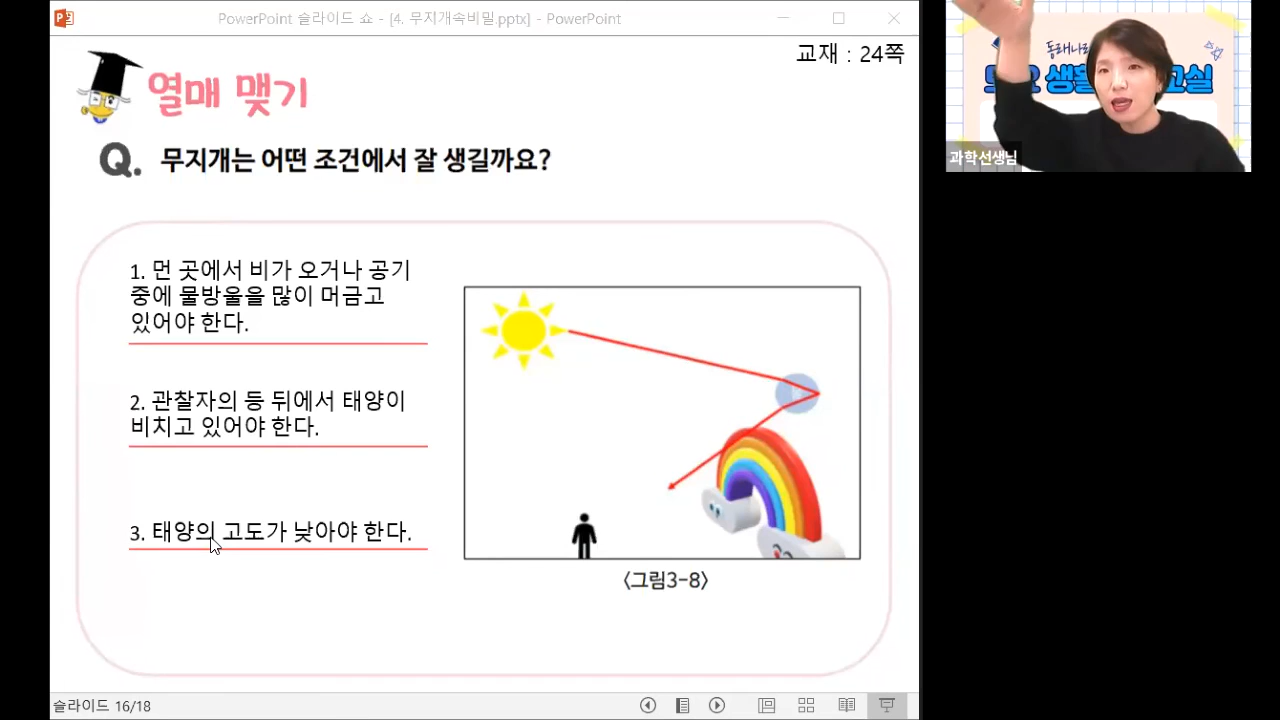 PowerPoint 슬라이드 쇼 - [4. 무지개속비밀.pptx] - PowerPoint
교재 : 24쪽
열매 맺기
Q. 무지개는 어떤 조건에서 잘 생길까요?
1. 먼 곳에서 비가 오거나 공기
중에 물방울을 많이 머금고
있어야 한다.
2. 관찰자의 등 뒤에서 태양이
비치고 있어야 한다.
3. 태양의 고도가 낮아야 한다.
〈그림3-8〉
슬라이드 16/18
과학선생님